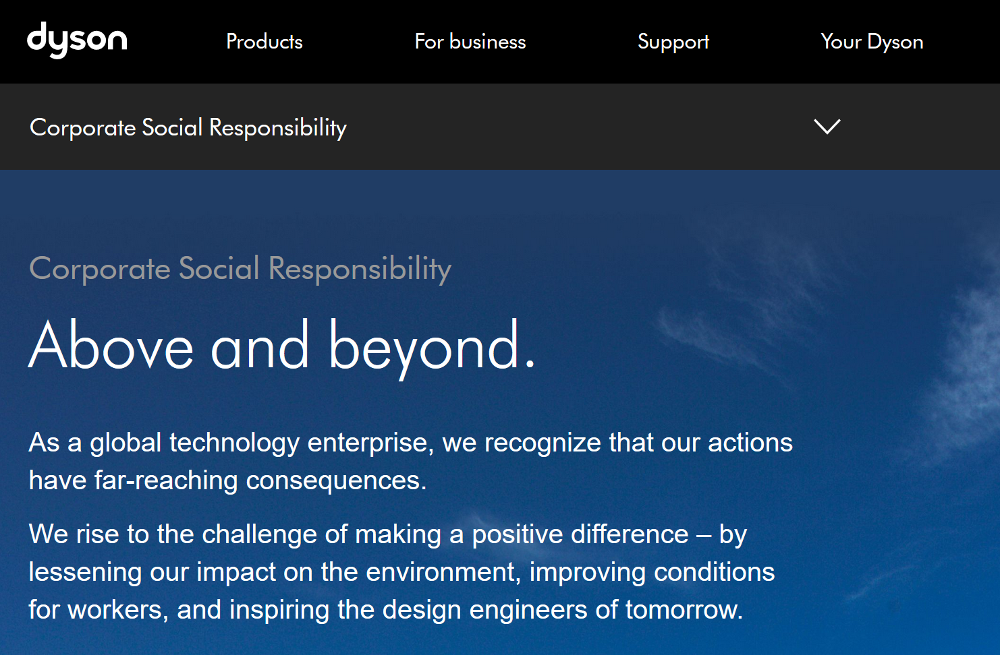 dyson
Products
For business
Support
Your Dyson
Corporate Social Responsibility
Corporate Social Responsibility
Above and beyond.
As a global technology enterprise, we recognize that our actions
have far-reaching consequences.
We rise to the challenge of making a positive difference – by
lessening our impact on the environment, improving conditions
for workers, and inspiring the design engineers of tomorrow.